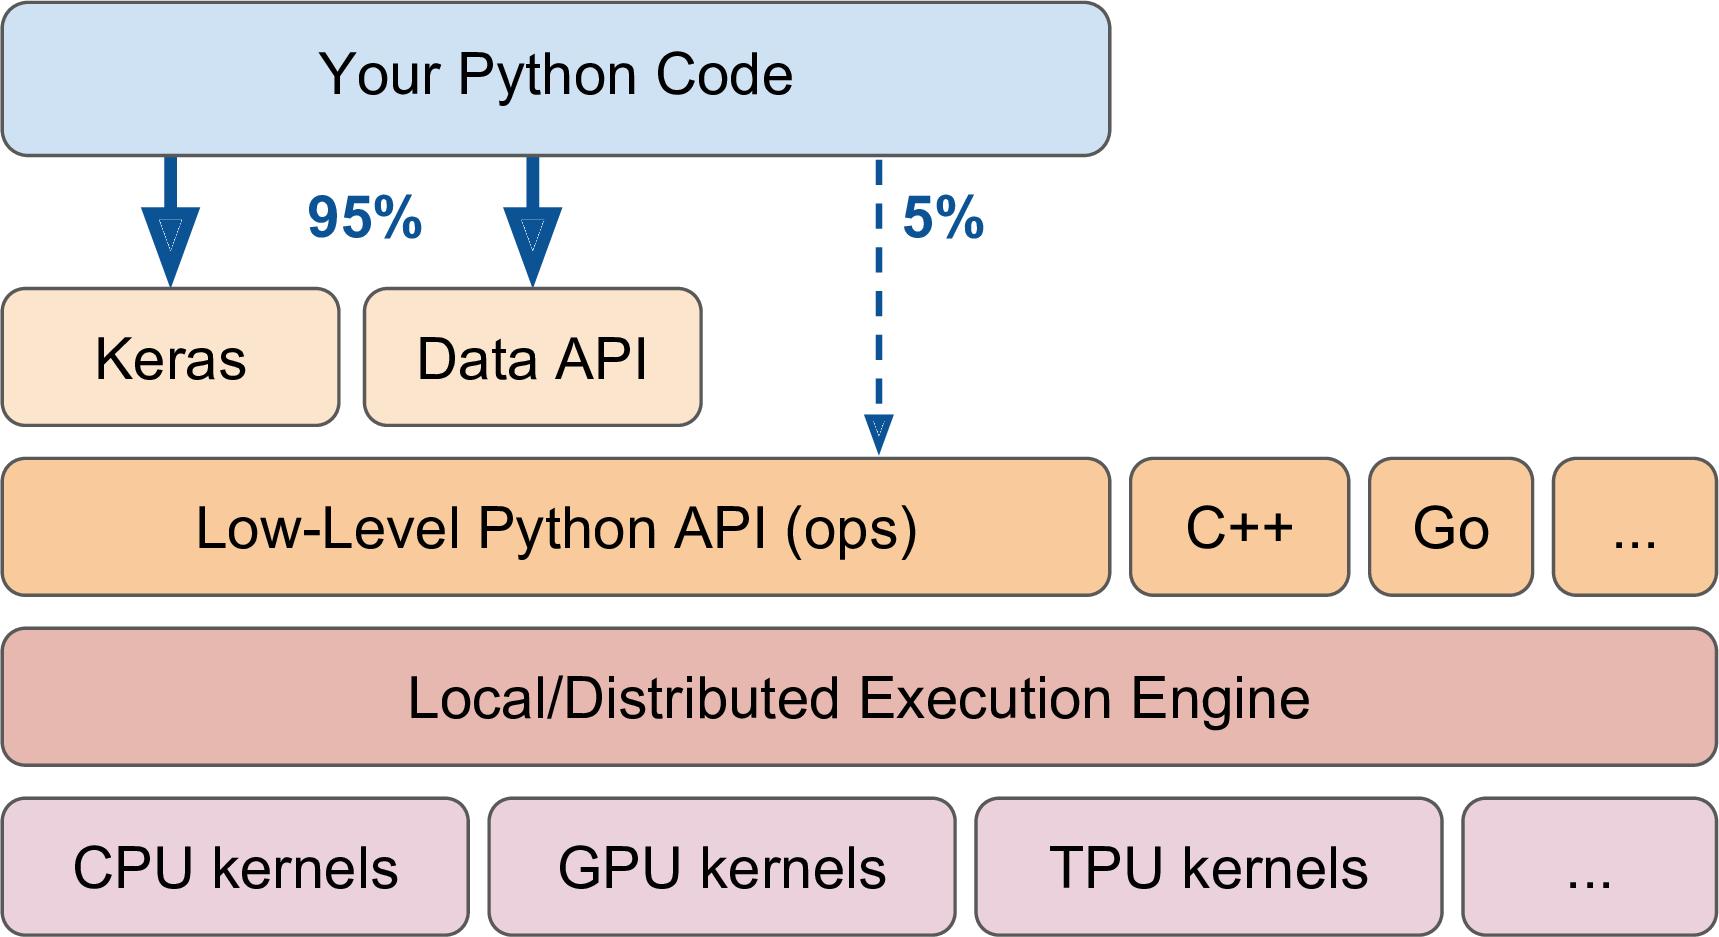 Your Python Code
95%
5%
Keras
Data API
Low-Level Python API (ops)
C++
Go
...
Local/Distributed Execution Engine
CPU kernels
GPU kernels
TPU kernels
...